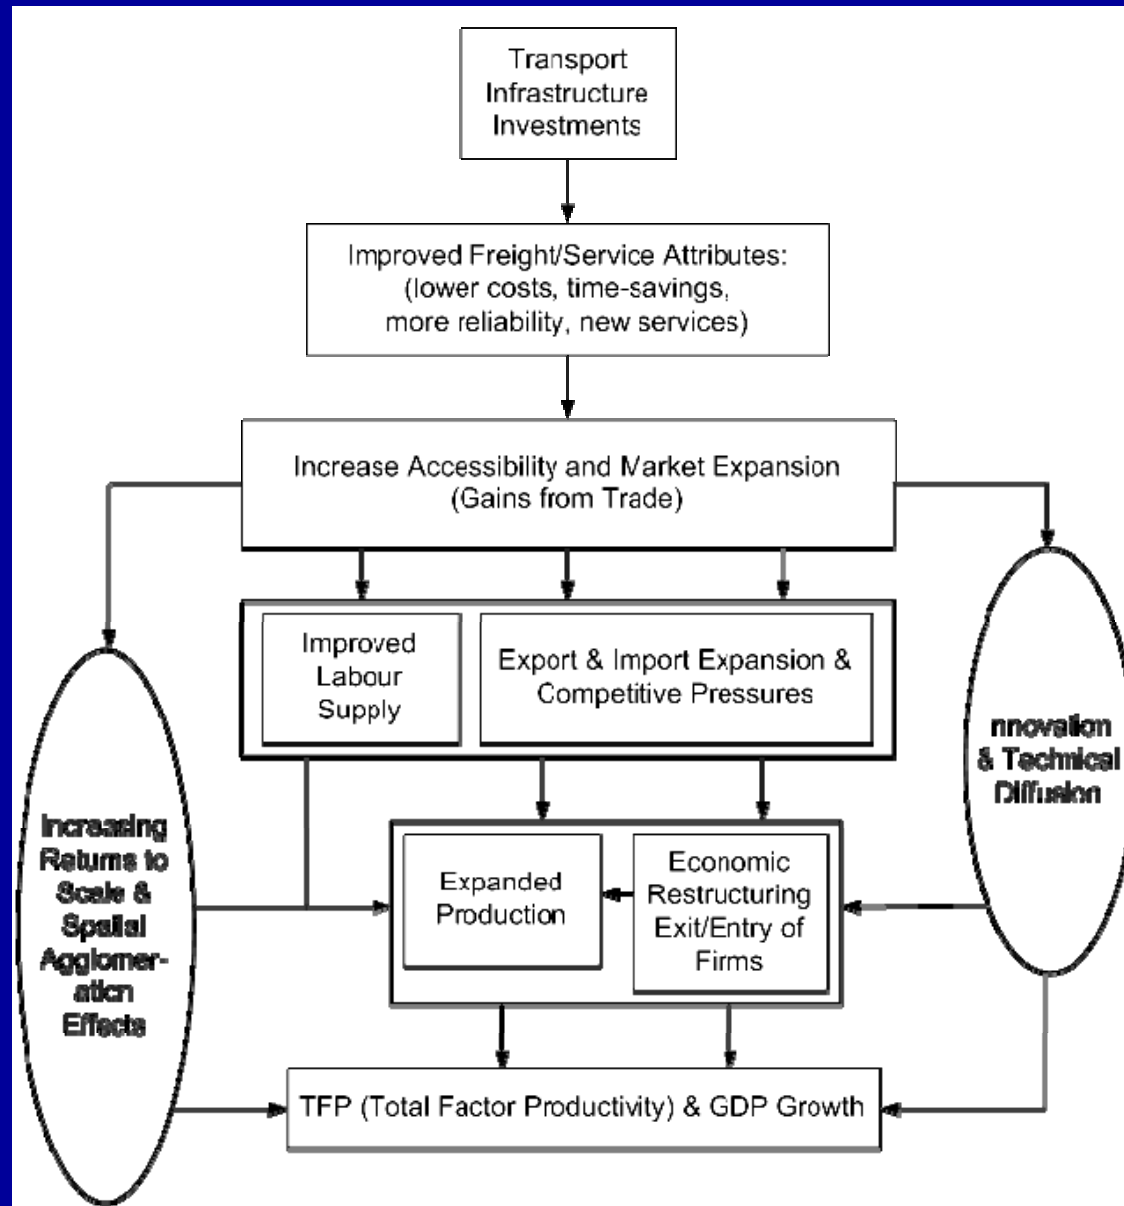 Transport
Infrastructure
Investments
Improved Freight/Service Attributes:
(lower costs, time-savings,
more reliability, new services)
Increase Accessibility and Market Expansion
(Gains from Trade)
Improved
Labour
Supply
Export & Import Expansion &
Competitive Pressures
nnovation
& Technical
Diffusion
Increasing
Returns to
Scale &
Spatial
Agglomer-
ation
Effects
Expanded
Production
Economic
Restructuring
Exit/Entry of
Firms
TFP (Total Factor Productivity) & GDP Growth